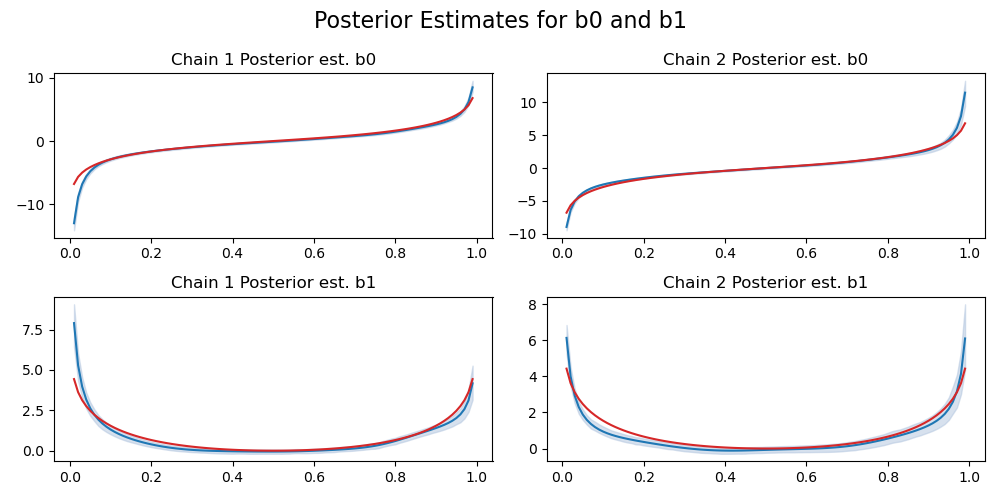 Posterior Estimates for b0 and b1
Chain 1 Posterior est. b0
10
0
−10
0.0 0.2 0.4 0.6 0.8 1.0
Chain 2 Posterior est. b0
10
5
0
−5
−10
0.0 0.2 0.4 0.6 0.8 1.0
Chain 1 Posterior est. b1
7.5
5.0
2.5
0.0
0.0 0.2 0.4 0.6 0.8 1.0
Chain 2 Posterior est. b1
8
6
4
2
0
0.0 0.2 0.4 0.6 0.8 1.0